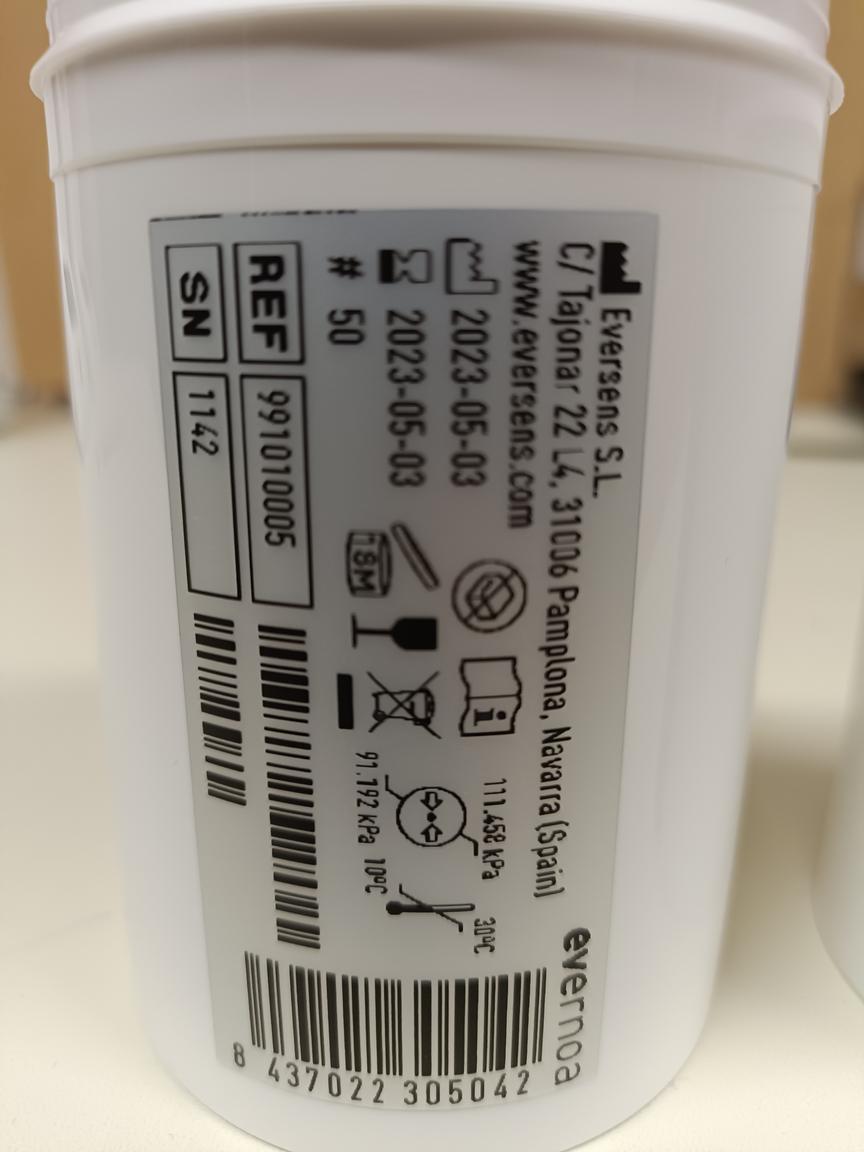 Eversens S.L.
C/ Tajonar 22 L4, 31006 Pamplona, Navarra (Spain)
www.eversens.com
2023-05-03
2023-05-03
# 50
18M
i
111.458 kPa
91.192 kPa
30ºC
10ºC
REF 991010005
SN 1142
evernoa
8 437022 305042